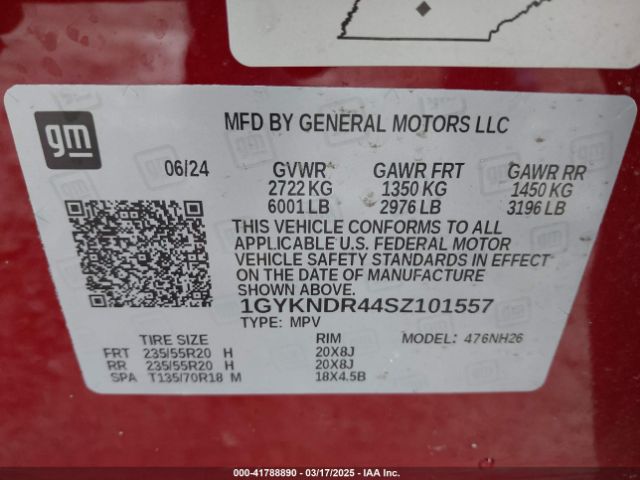 gm
MFD BY GENERAL MOTORS LLC
06/24 GVWR GAWR FRT GAWR RR
2722 KG 1350 KG 1450 KG
6001 LB 2976 LB 3196 LB
THIS VEHICLE CONFORMS TO ALL
APPLICABLE U.S. FEDERAL MOTOR
VEHICLE SAFETY STANDARDS IN EFFECT
ON THE DATE OF MANUFACTURE
SHOWN ABOVE.
1GYKNDR44SZ101557
TYPE: MPV MODEL: 476NH26
TIRE SIZE RIM
FRT 235/55R20 H 20X8J
RR 235/55R20 H 20X8J
SPA T135/70R18 M 18X4.5B
000-41788890 - 03/17/2025 - IAA Inc.